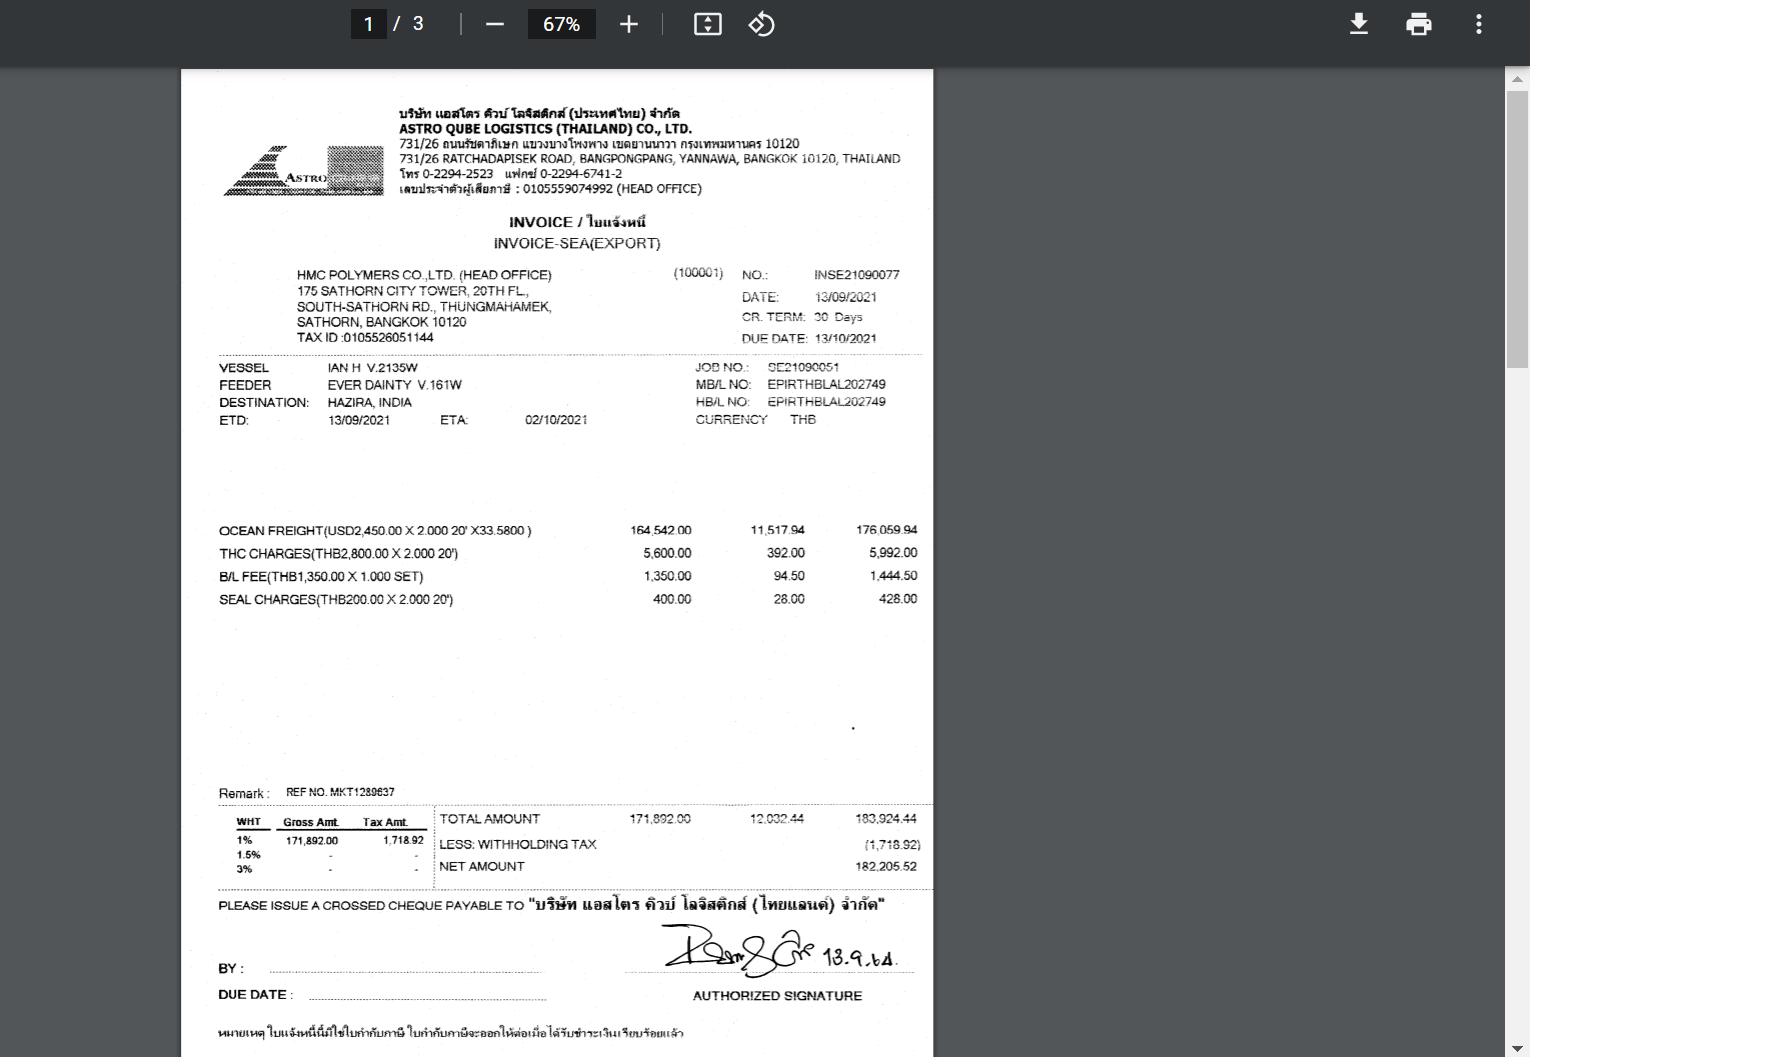 1 / 3 67%
บริษัท แอสโตร คิวบ์ โลจิสติกส์ (ประเทศไทย) จำกัด
ASTRO QUBE LOGISTICS (THAILAND) CO., LTD.
731/26 ถนนรัชดาภิเษก แขวงบางโพงพาง เขตยานนาวา กรุงเทพมหานคร 10120
731/26 RATCHADAPISEK ROAD, BANGPONGPANG, YANNAWA, BANGKOK 10120, THAILAND
ASTRO
โทร 0-2294-2523 แฟกซ์ 0-2294-6741-2
เลขประจำตัวผู้เสียภาษี : 0105559074992 (HEAD OFFICE)
INVOICE / ใบแจ้งหนี้
INVOICE-SEA(EXPORT)
HMC POLYMERS CO.,LTD. (HEAD OFFICE) (100001) NO.: INSE21090077
175 SATHORN CITY TOWER, 20TH FL., DATE: 13/09/2021
SOUTH-SATHORN RD., THUNGMAHAMEK, CR. TERM: 30 Days
SATHORN, BANGKOK 10120
TAX ID :0105526051144 DUE DATE: 13/10/2021
VESSEL IAN H V.2135W JOB NO.: SE21090051
FEEDER EVER DAINTY V.161W MB/L NO: EPIRTHBLAL202749
DESTINATION: HAZIRA, INDIA HB/L NO: EPIRTHBLAL202749
ETD: 13/09/2021 ETA: 02/10/2021 CURRENCY THB
OCEAN FREIGHT(USD2,450.00 X 2.000 20' X33.5800 ) 164,542.00 11,517.94 176,059.94
THC CHARGES(THB2,800.00 X 2.000 20') 5,600.00 392.00 5,992.00
B/L FEE(THB1,350.00 X 1.000 SET) 1,350.00 94.50 1,444.50
SEAL CHARGES(THB200.00 X 2.000 20') 400.00 28.00 428.00
Remark : REF NO. MKT1289637
WHT Gross Amt. Tax Amt. TOTAL AMOUNT 171,892.00 12,032.44 183,924.44
1% 171,892.00 1,718.92 LESS: WITHHOLDING TAX (1,718.92)
1.5% - -
3% - - NET AMOUNT 182,205.52
PLEASE ISSUE A CROSSED CHEQUE PAYABLE TO "บริษัท แอสโตร คิวบ์ โลจิสติกส์ (ไทยแลนด์) จำกัด"
13.9.64.
BY :
DUE DATE :
AUTHORIZED SIGNATURE
หมายเหตุ ใบแจ้งหนี้นี้มิใช่ใบกำกับภาษี ใบกำกับภาษีจะออกให้ต่อเมื่อได้รับชำระเงินเรียบร้อยแล้ว